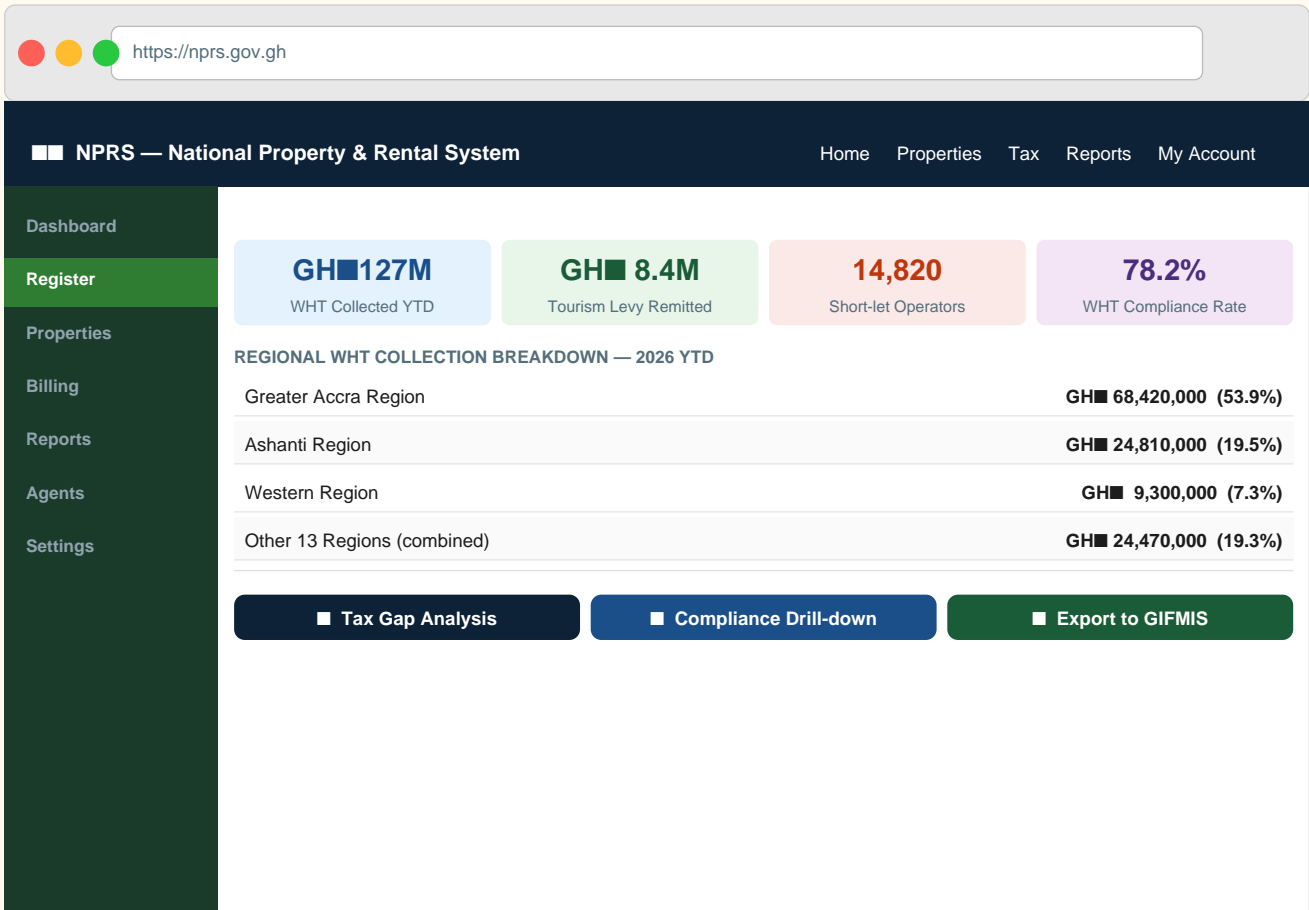 https://nprs.gov.gh
■■ NPRS — National Property & Rental System
Home Properties Tax Reports My Account
Dashboard
Register
Properties
Billing
Reports
Agents
Settings
GH■127M
WHT Collected YTD
GH■ 8.4M
Tourism Levy Remitted
14,820
Short-let Operators
78.2%
WHT Compliance Rate
REGIONAL WHT COLLECTION BREAKDOWN — 2026 YTD
Greater Accra Region GH■ 68,420,000 (53.9%)
Ashanti Region GH■ 24,810,000 (19.5%)
Western Region GH■ 9,300,000 (7.3%)
Other 13 Regions (combined) GH■ 24,470,000 (19.3%)
■ Tax Gap Analysis
■ Compliance Drill-down
■ Export to GIFMIS